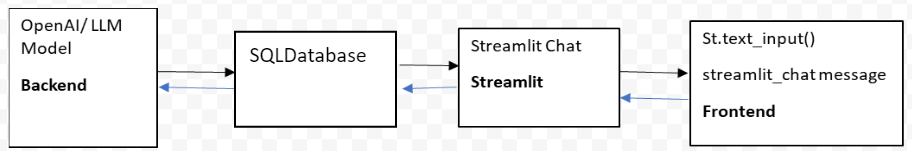 OpenAI/ LLM
Model
Backend
SQLDatabase
Streamlit Chat
Streamlit
St.text_input()
streamlit_chat message
Frontend